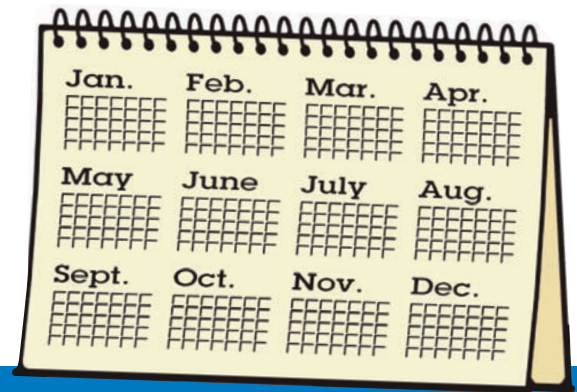 Jan. Feb. Mar. Apr.
May June July Aug.
Sept. Oct. Nov. Dec.